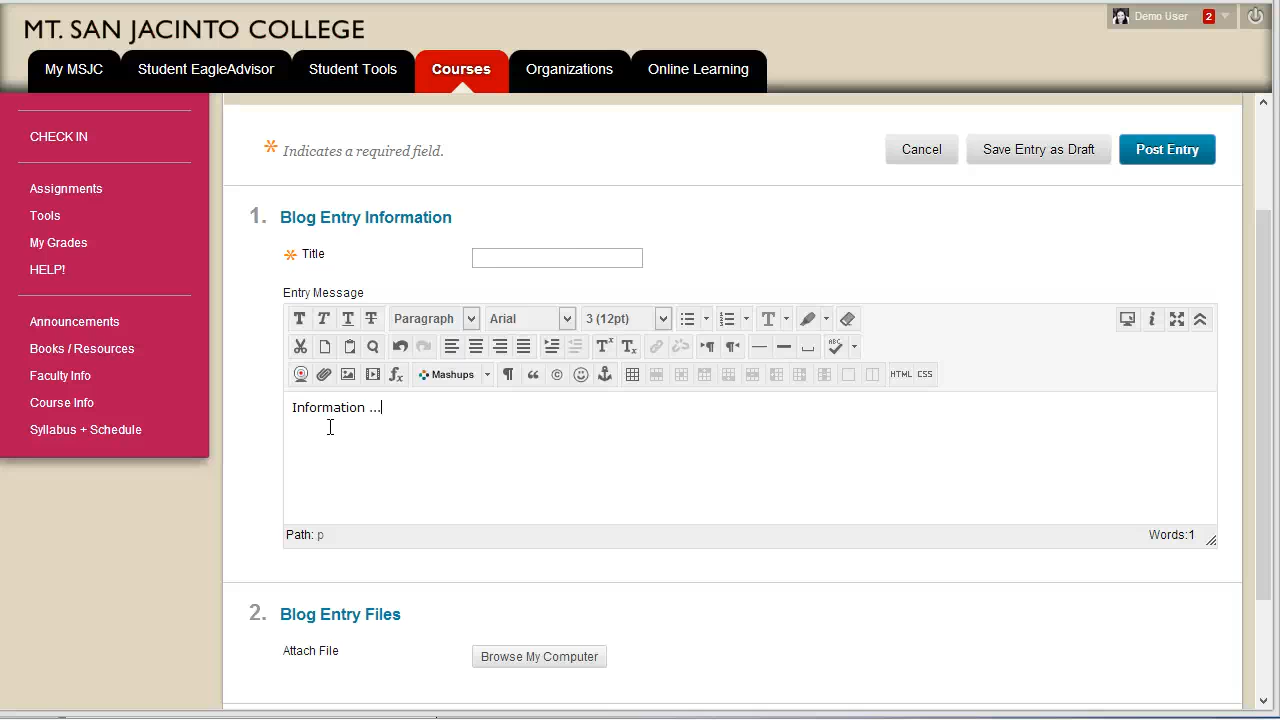 MT. SAN JACINTO COLLEGE
Demo User 2
My MSJC Student EagleAdvisor Student Tools Courses Organizations Online Learning
CHECK IN
Assignments
Tools
My Grades
HELP!
Announcements
Books / Resources
Faculty Info
Course Info
Syllabus + Schedule
* Indicates a required field.
Cancel Save Entry as Draft Post Entry
1. Blog Entry Information
* Title
Entry Message
T T T T Paragraph Arial 3 (12pt) T
Tx Tx
fx Mashups HTML CSS
Information ...
Path: p Words:1
2. Blog Entry Files
Attach File Browse My Computer